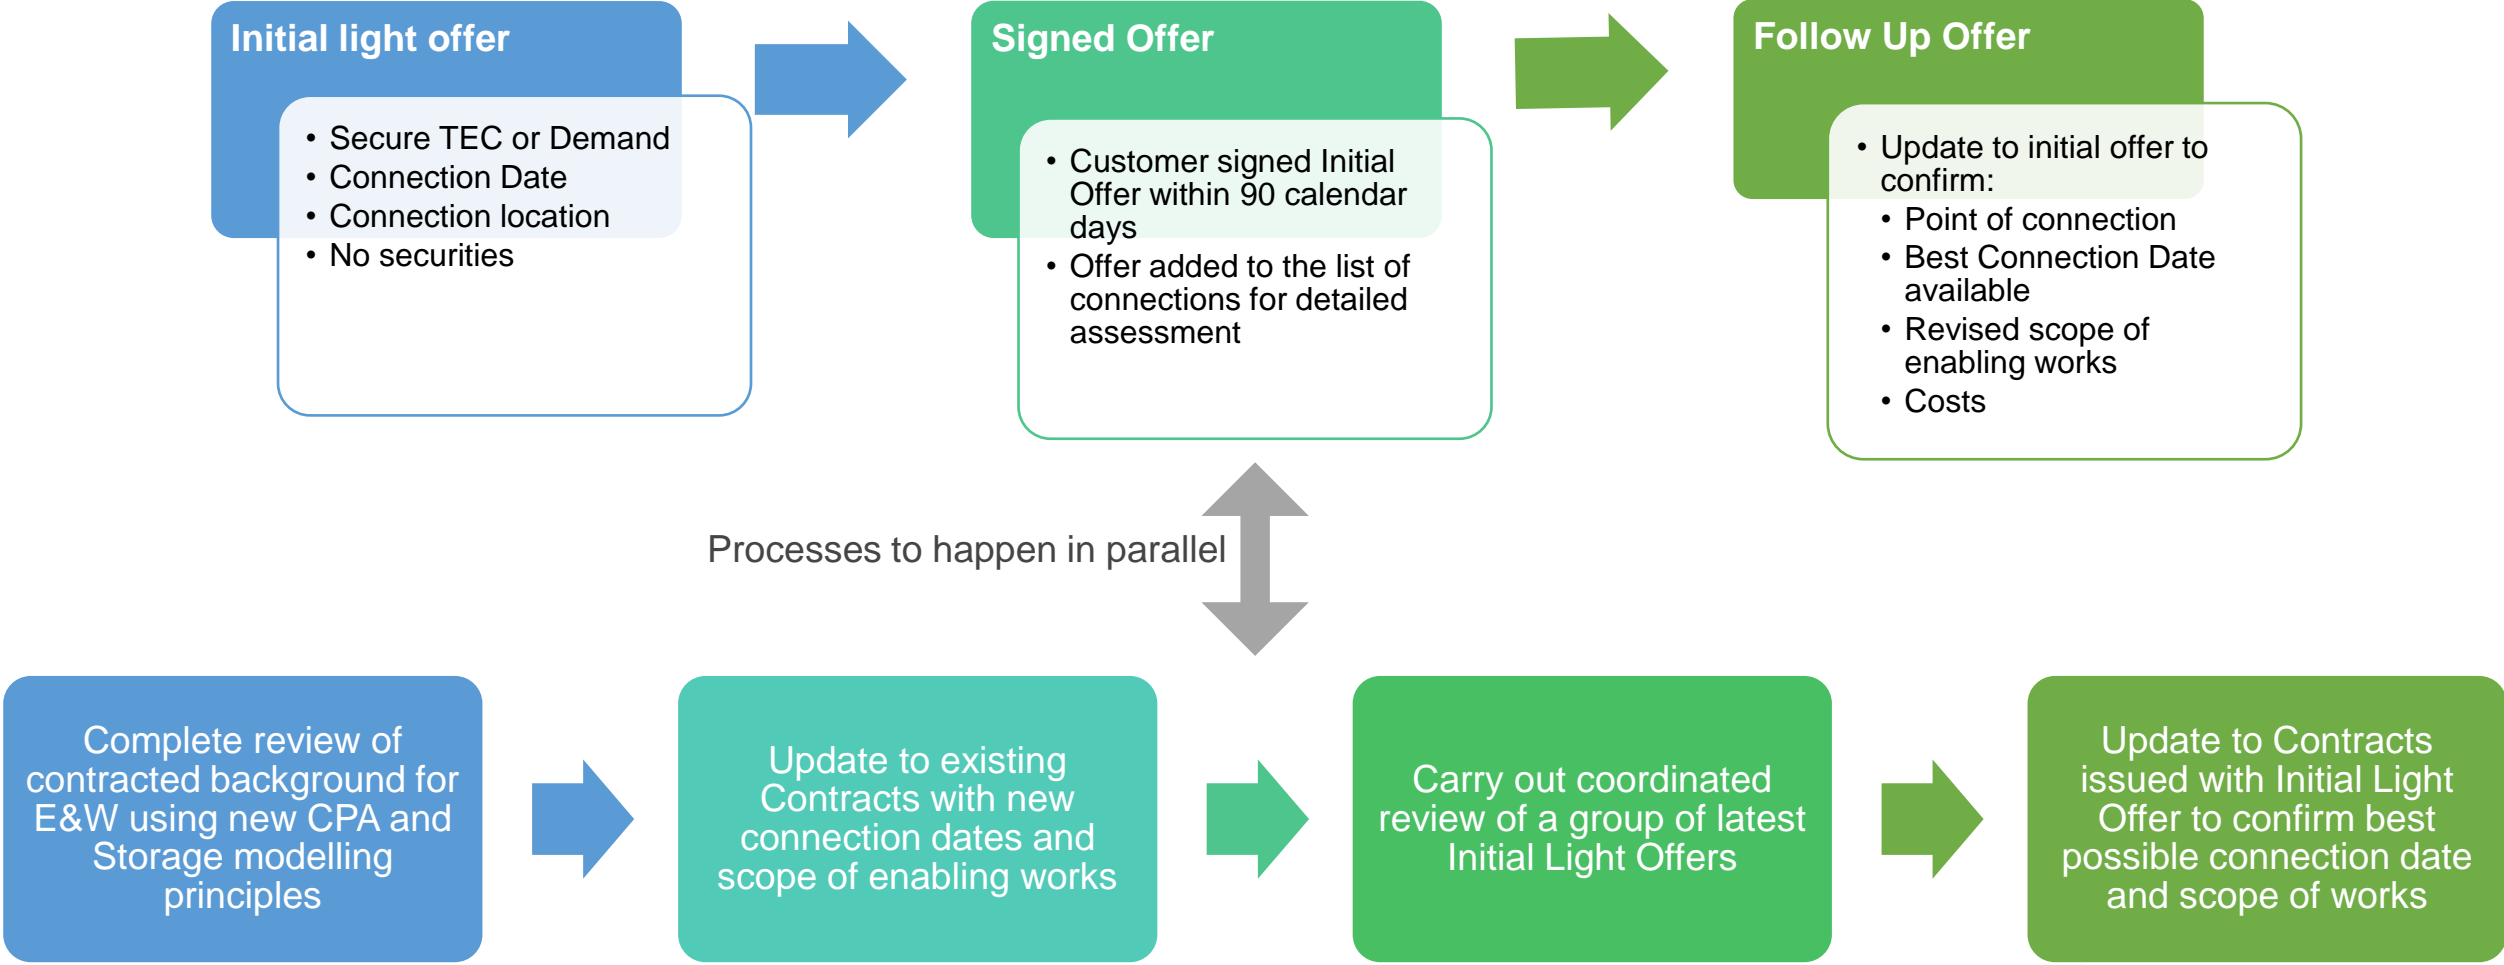 Initial light offer
• Secure TEC or Demand
• Connection Date
• Connection location
• No securities
Signed Offer
• Customer signed Initial
Offer within 90 calendar
days
• Offer added to the list of
connections for detailed
assessment
Follow Up Offer
• Update to initial offer to
confirm:
• Point of connection
• Best Connection Date
available
• Revised scope of
enabling works
• Costs
Processes to happen in parallel
Complete review of
contracted background for
E&W using new CPA and
Storage modelling
principles
Update to existing
Contracts with new
connection dates and
scope of enabling works
Carry out coordinated
review of a group of latest
Initial Light Offers
Update to Contracts
issued with Initial Light
Offer to confirm best
possible connection date
and scope of works